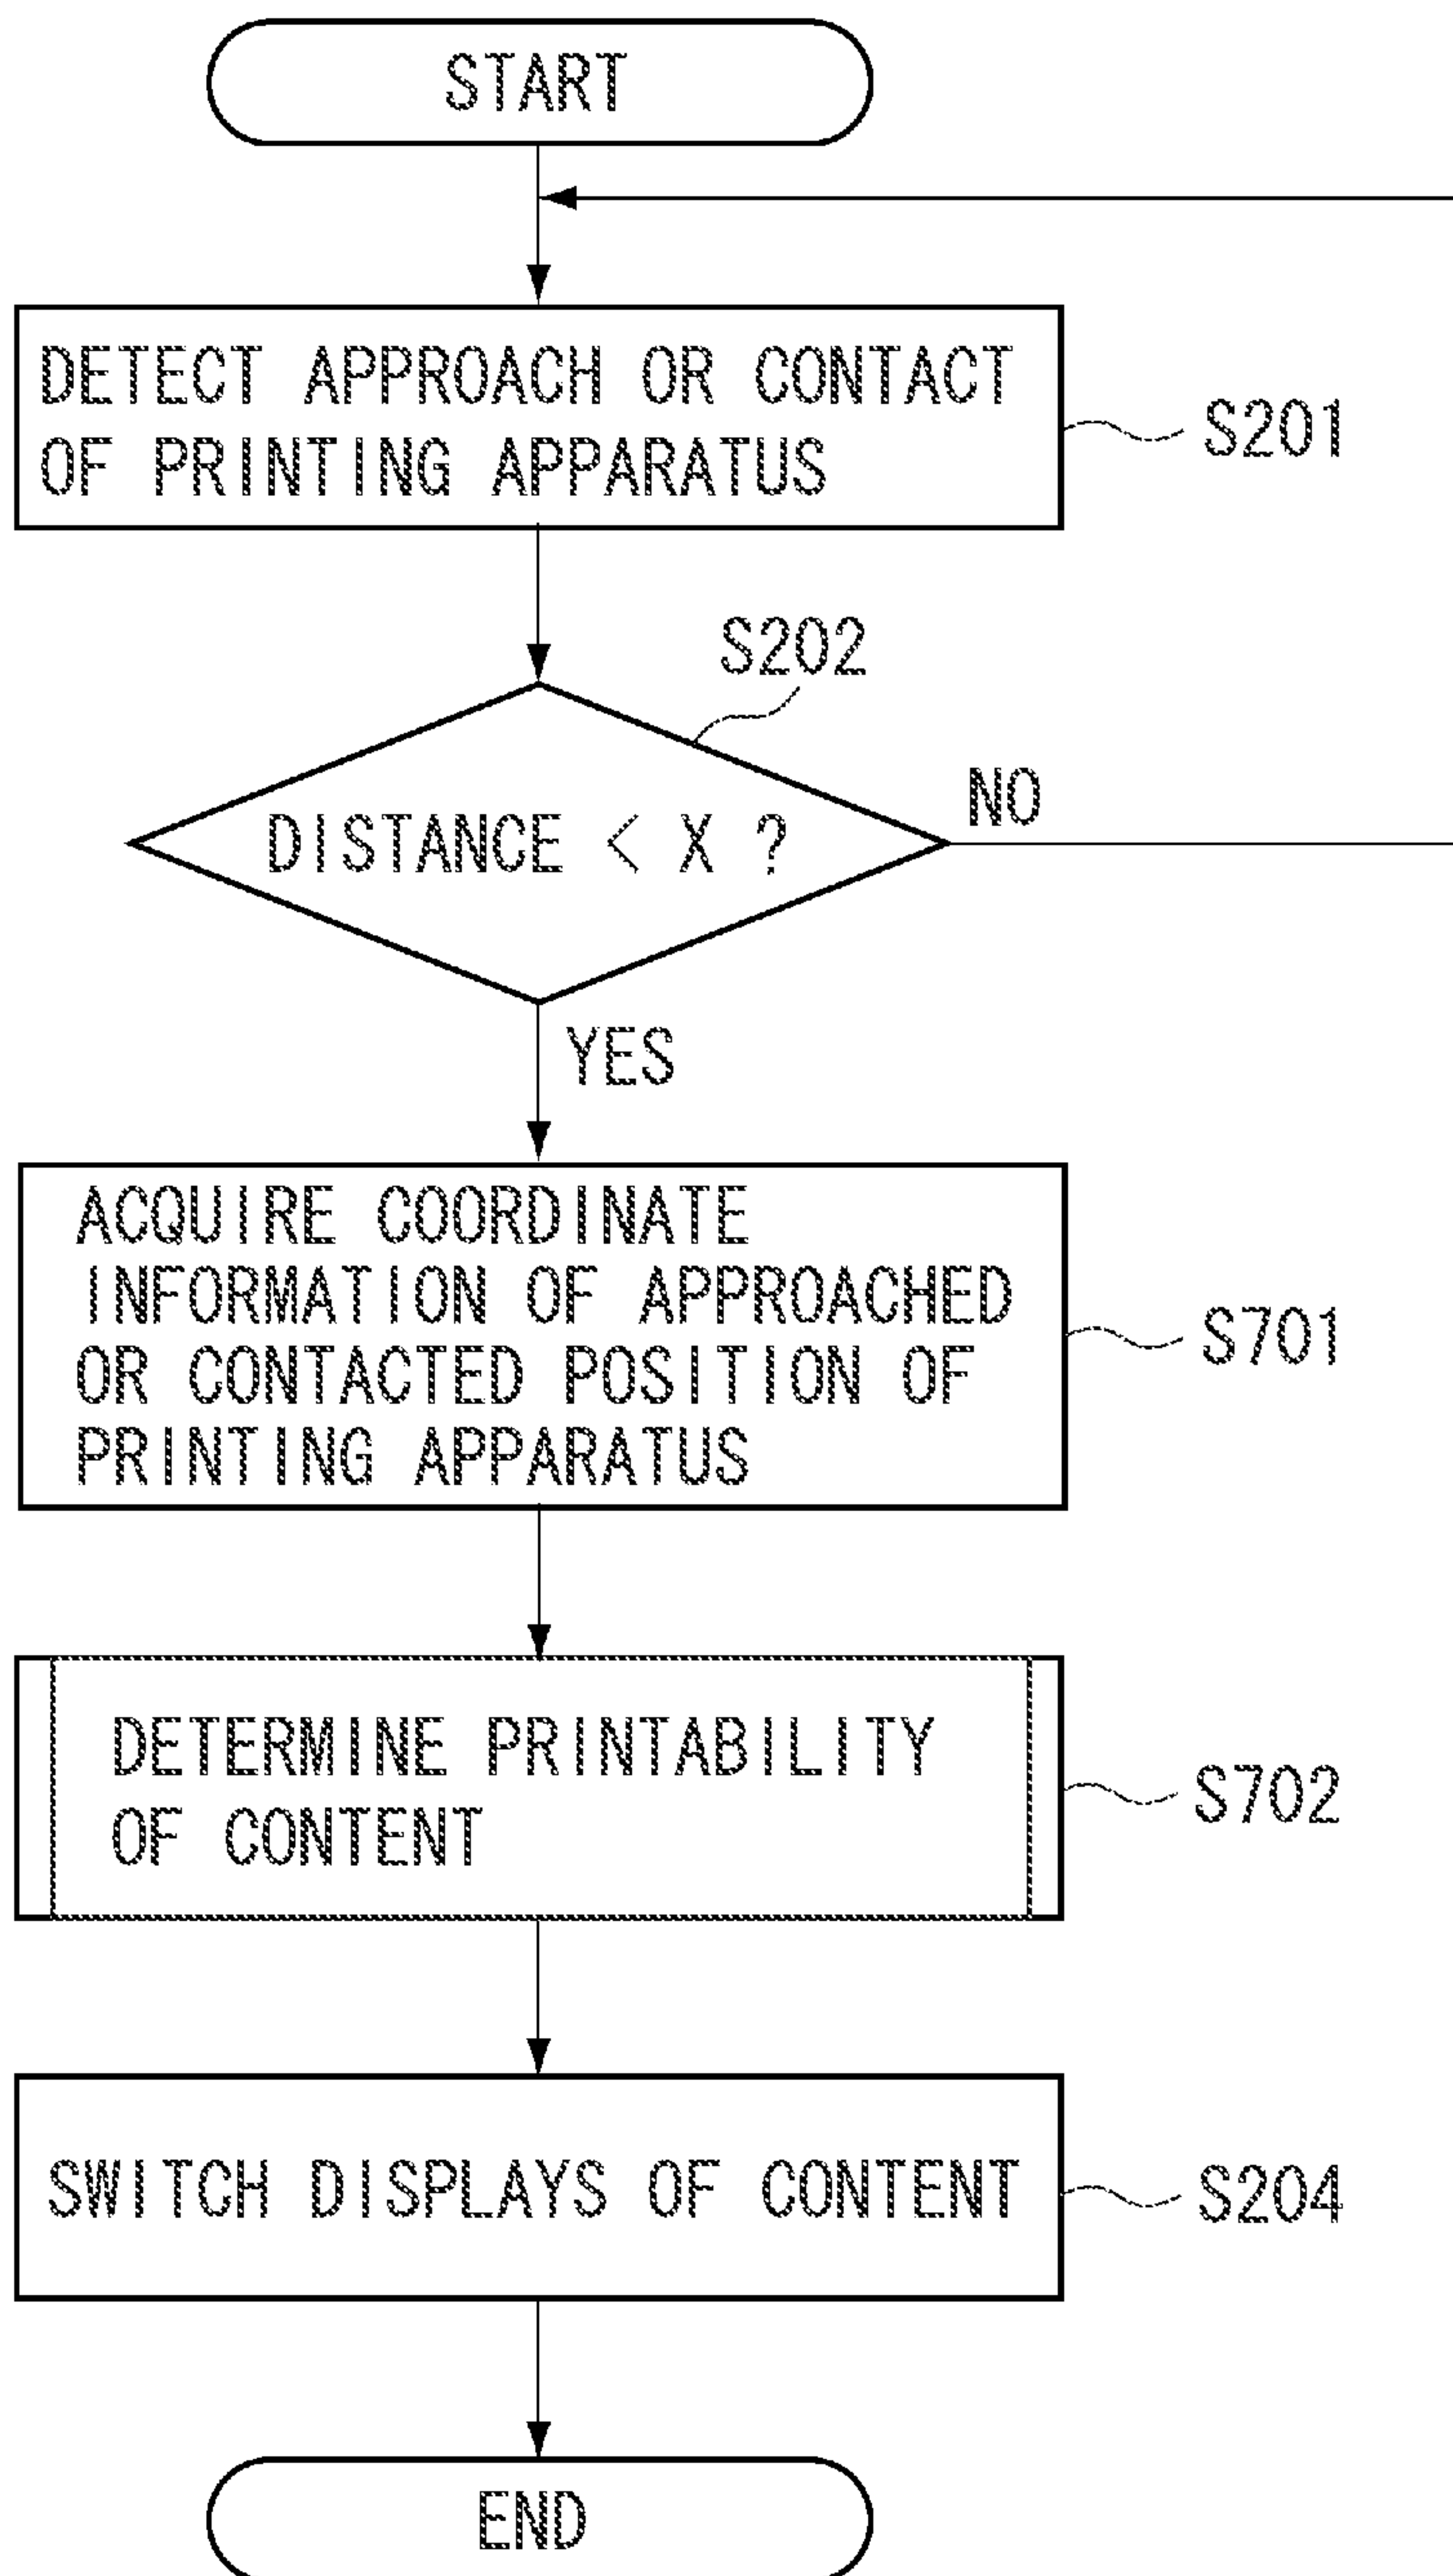 START
DETECT APPROACH OR CONTACT
OF PRINTING APPARATUS
S201
S202
DISTANCE < X ?
NO
YES
ACQUIRE COORDINATE
INFORMATION OF APPROACHED
OR CONTACTED POSITION OF
PRINTING APPARATUS
S701
DETERMINE PRINTABILITY
OF CONTENT
S702
SWITCH DISPLAYS OF CONTENT
S204
END